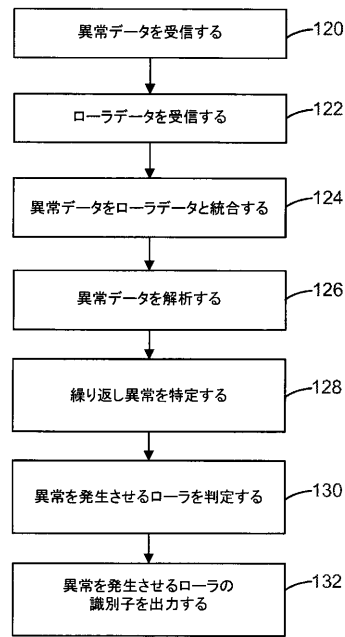 異常データを受信する
120
ローラデータを受信する
122
異常データをローラデータと統合する
124
異常データを解析する
126
繰り返し異常を特定する
128
異常を発生させるローラを判定する
130
異常を発生させるローラの
識別子を出力する
132